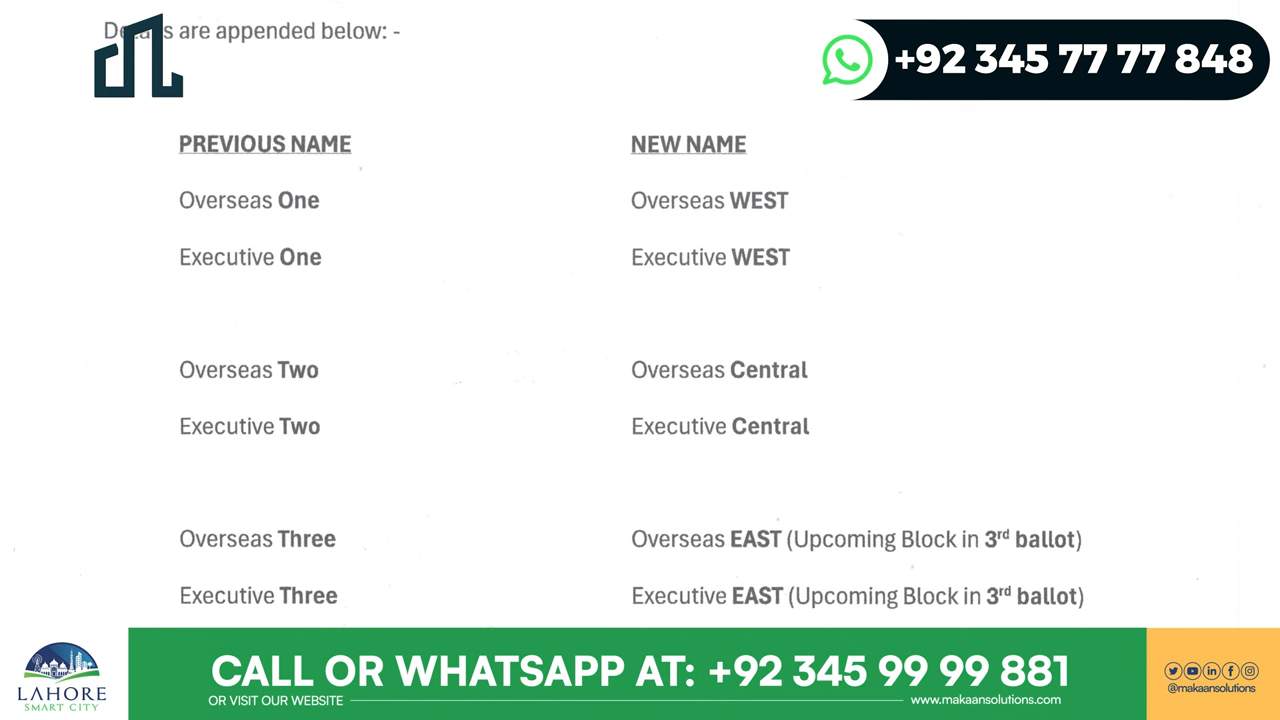 Details are appended below: -
+92 345 77 77 848
PREVIOUS NAME NEW NAME
Overseas One Overseas WEST
Executive One Executive WEST
Overseas Two Overseas Central
Executive Two Executive Central
Overseas Three Overseas EAST (Upcoming Block in 3rd ballot)
Executive Three Executive EAST (Upcoming Block in 3rd ballot)
LAHORE
SMART CITY
CALL OR WHATSAPP AT: +92 345 99 99 881
OR VISIT OUR WEBSITE www.makaansolutions.com
@makaansolutions